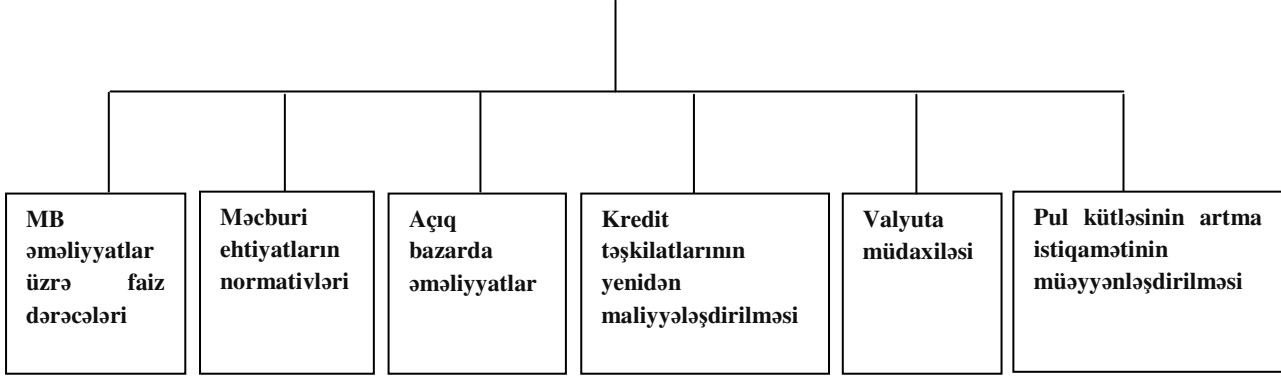 MB
əməliyyatlar
üzrə faiz
dərəcələri
Məcburi
ehtiyatların
normativləri
Açıq
bazarda
əməliyyatlar
Kredit
təşkilatlarının
yenidən
maliyyələşdirilməsi
Valyuta
müdaxiləsi
Pul kütləsinin artma
istiqamətinin
müəyyənləşdirilməsi